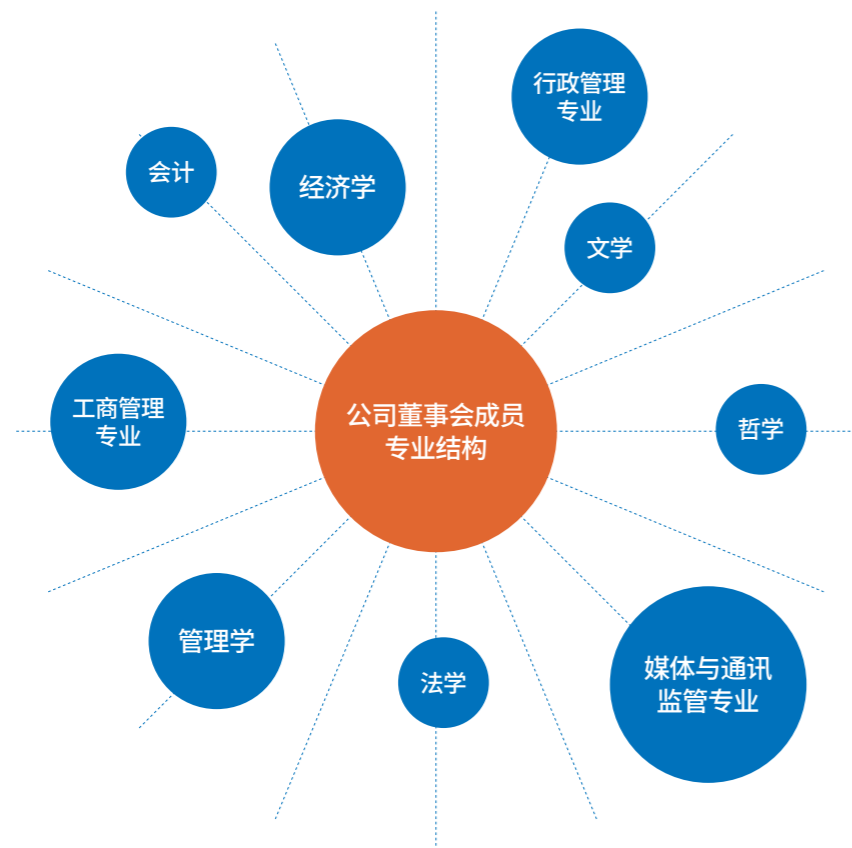 行政管理
专业
会计
经济学
文学
工商管理
专业
公司董事会成员
专业结构
哲学
管理学
法学
媒体与通讯
监管专业